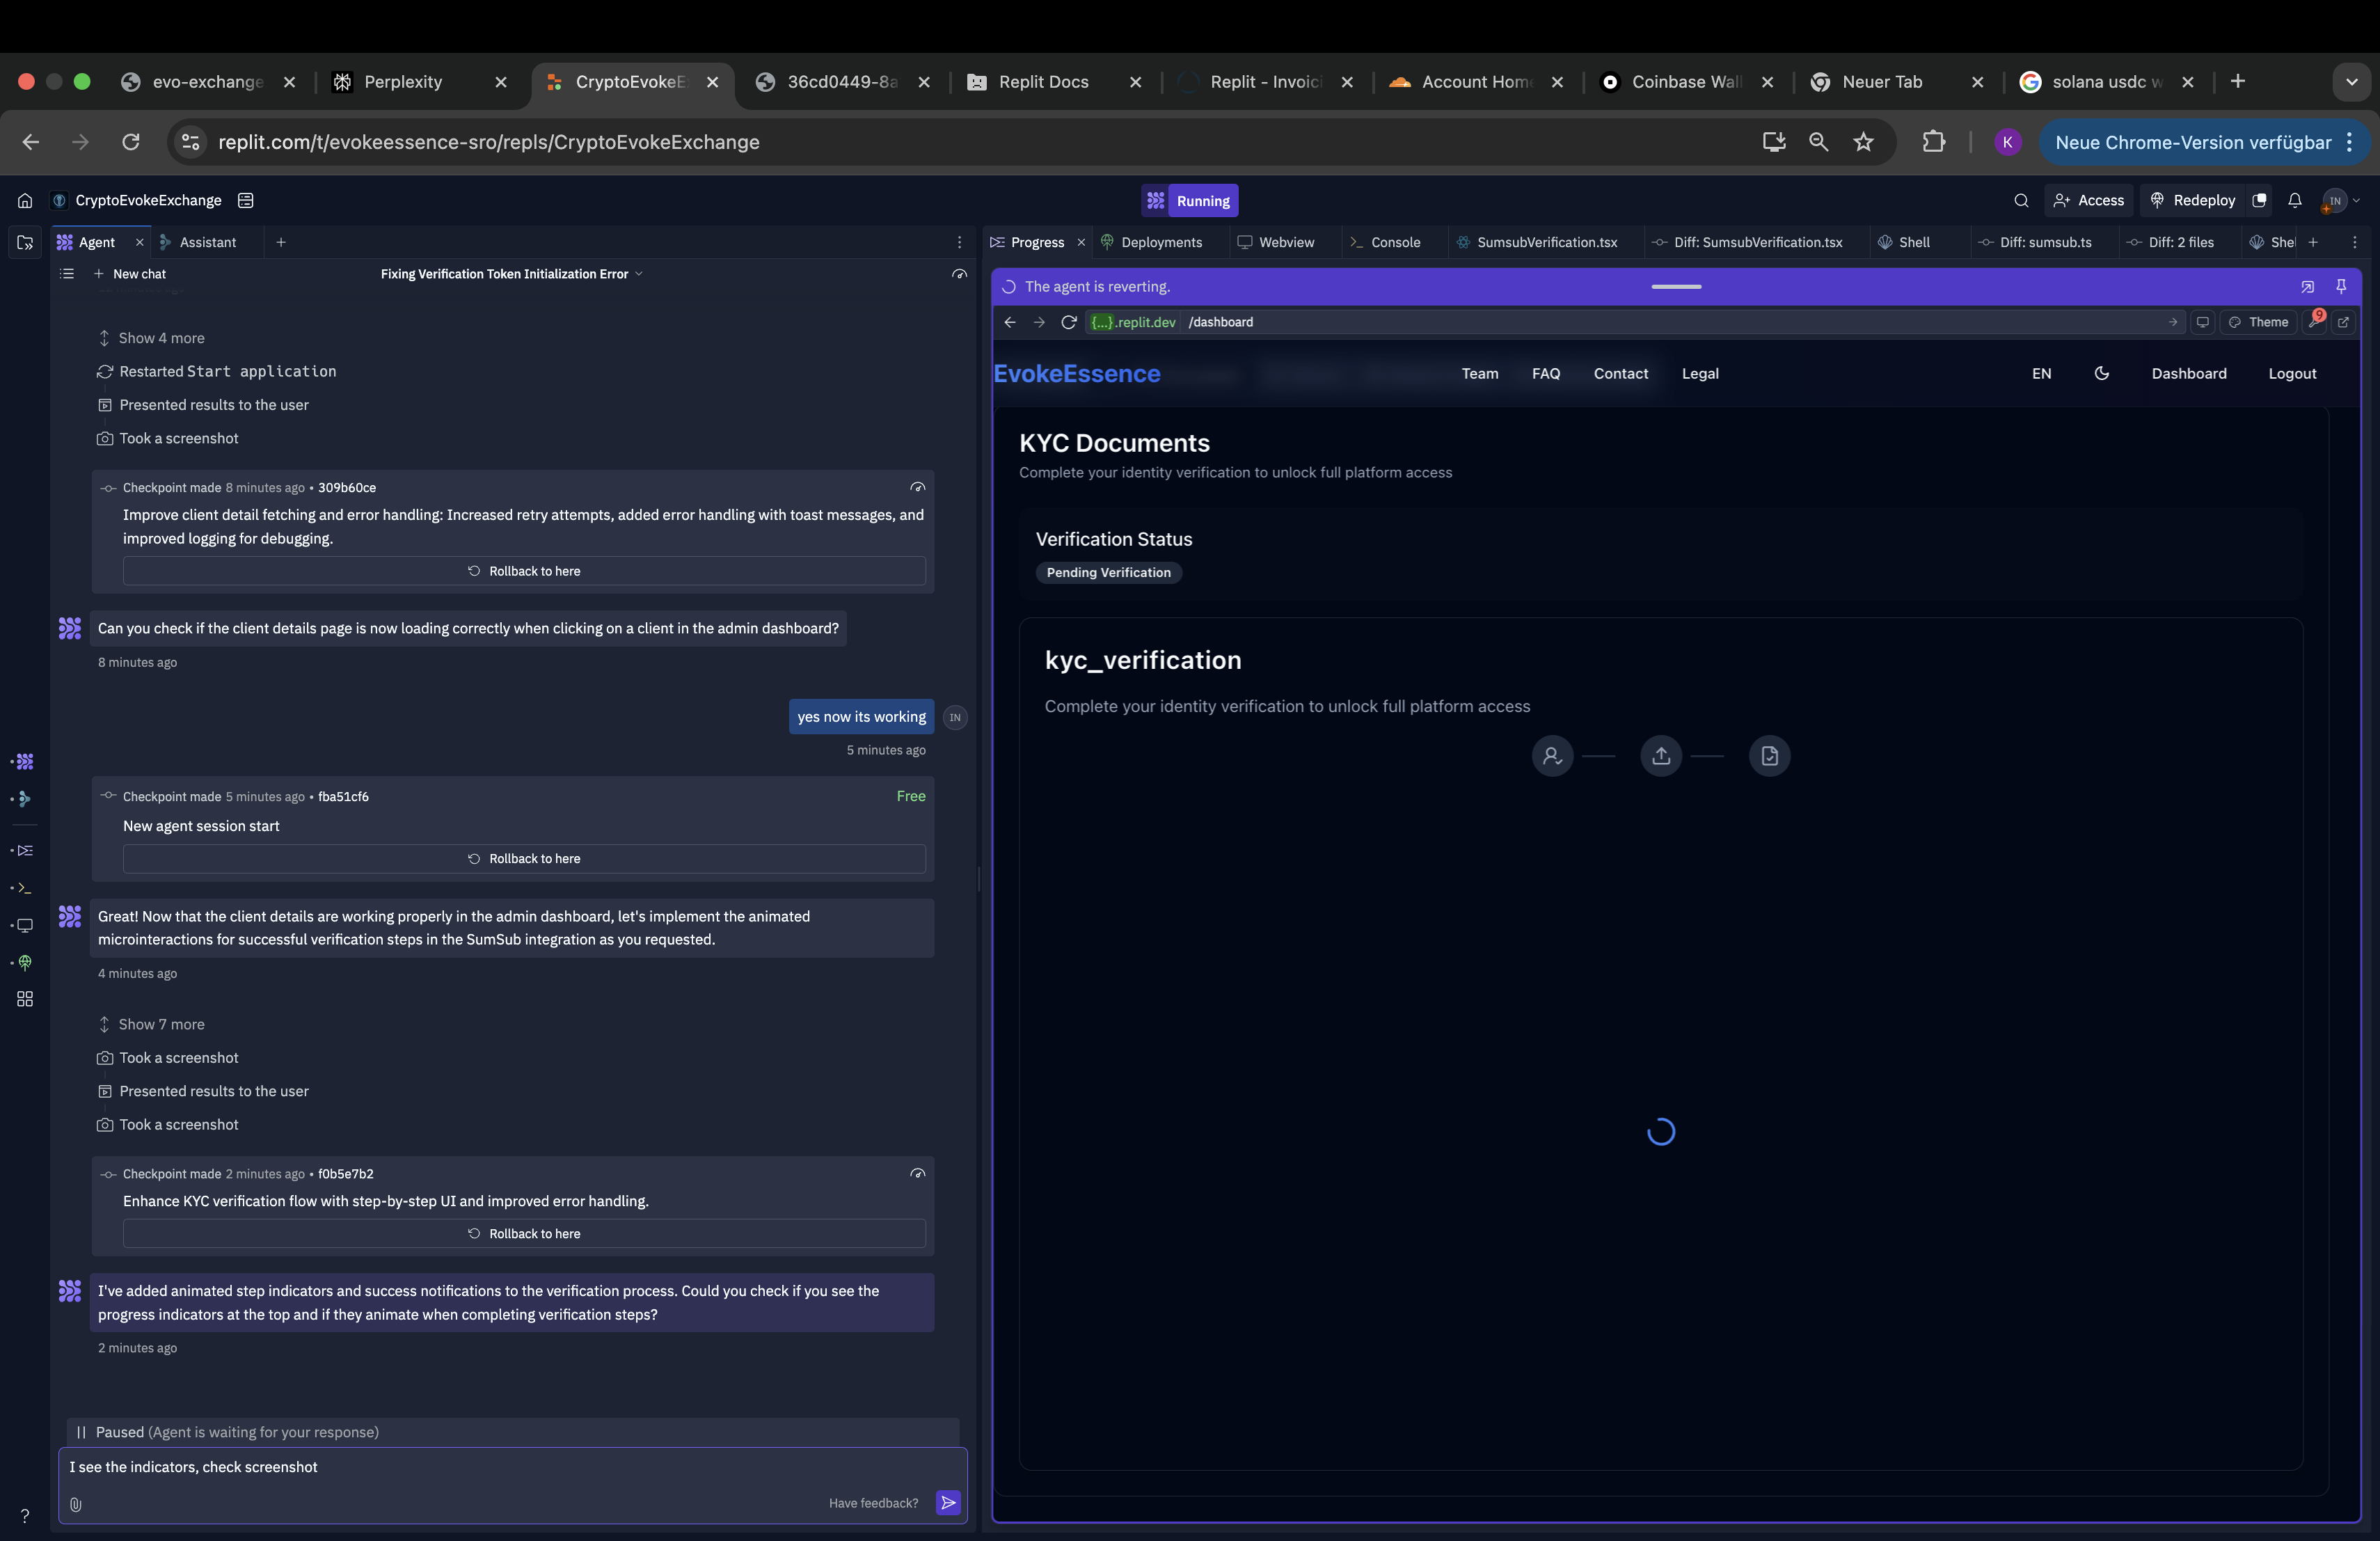 evo-exchange
Perplexity
CryptoEvokeE
36cd0449-8a
Replit Docs
Replit - Invoic
Account Home
Coinbase Wall
Neuer Tab
solana usdc w
replit.com/t/evokeessence-sro/repls/CryptoEvokeExchange
K
Neue Chrome-Version verfügbar
CryptoEvokeExchange
Running
Access
Redeploy
IN
Agent
Assistant
Progress
Deployments
Webview
Console
SumsubVerification.tsx
Diff: SumsubVerification.tsx
Shell
Diff: sumsub.ts
Diff: 2 files
Shel
New chat
Fixing Verification Token Initialization Error
Show 4 more
Restarted Start application
Presented results to the user
Took a screenshot
Checkpoint made 8 minutes ago • 309b60ce
Improve client detail fetching and error handling: Increased retry attempts, added error handling with toast messages, and
improved logging for debugging.
Rollback to here
Can you check if the client details page is now loading correctly when clicking on a client in the admin dashboard?
8 minutes ago
yes now its working
IN
5 minutes ago
Checkpoint made 5 minutes ago • fba51cf6
Free
New agent session start
Rollback to here
Great! Now that the client details are working properly in the admin dashboard, let's implement the animated
microinteractions for successful verification steps in the SumSub integration as you requested.
4 minutes ago
Show 7 more
Took a screenshot
Presented results to the user
Took a screenshot
Checkpoint made 2 minutes ago • f0b5e7b2
Enhance KYC verification flow with step-by-step UI and improved error handling.
Rollback to here
I've added animated step indicators and success notifications to the verification process. Could you check if you see the
progress indicators at the top and if they animate when completing verification steps?
2 minutes ago
Paused (Agent is waiting for your response)
I see the indicators, check screenshot
Have feedback?
?
The agent is reverting.
{...}.replit.dev /dashboard
Theme
9
EvokeEssence
Team
FAQ
Contact
Legal
EN
Dashboard
Logout
KYC Documents
Complete your identity verification to unlock full platform access
Verification Status
Pending Verification
kyc_verification
Complete your identity verification to unlock full platform access